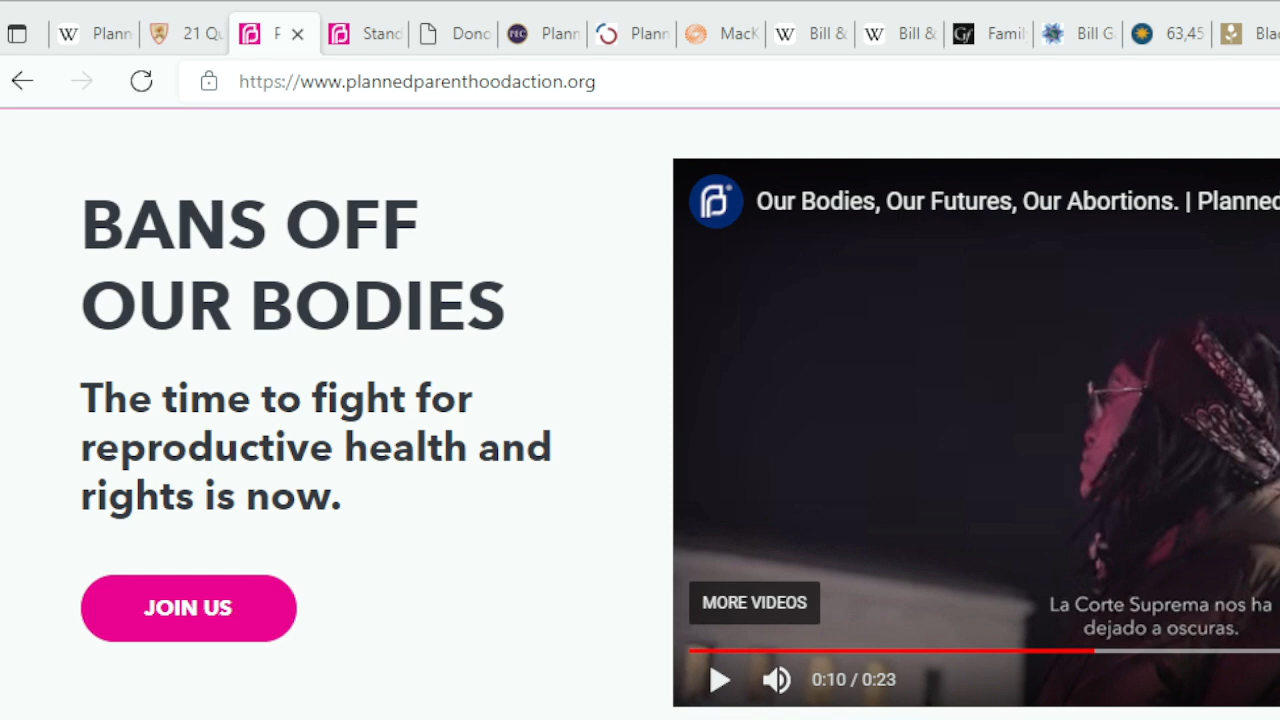 Plann
21 Qu
F
Stand
Dono
PEC
Plann
Plann
MacK
Bill &
Bill &
Gf
Famil
Bill G
63,45
Blac
https://www.plannedparenthoodaction.org
BANS OFF
OUR BODIES
The time to fight for
reproductive health and
rights is now.
JOIN US
Our Bodies, Our Futures, Our Abortions. | Planned
La Corte Suprema nos ha
dejado a oscuras.
MORE VIDEOS
0:10 / 0:23